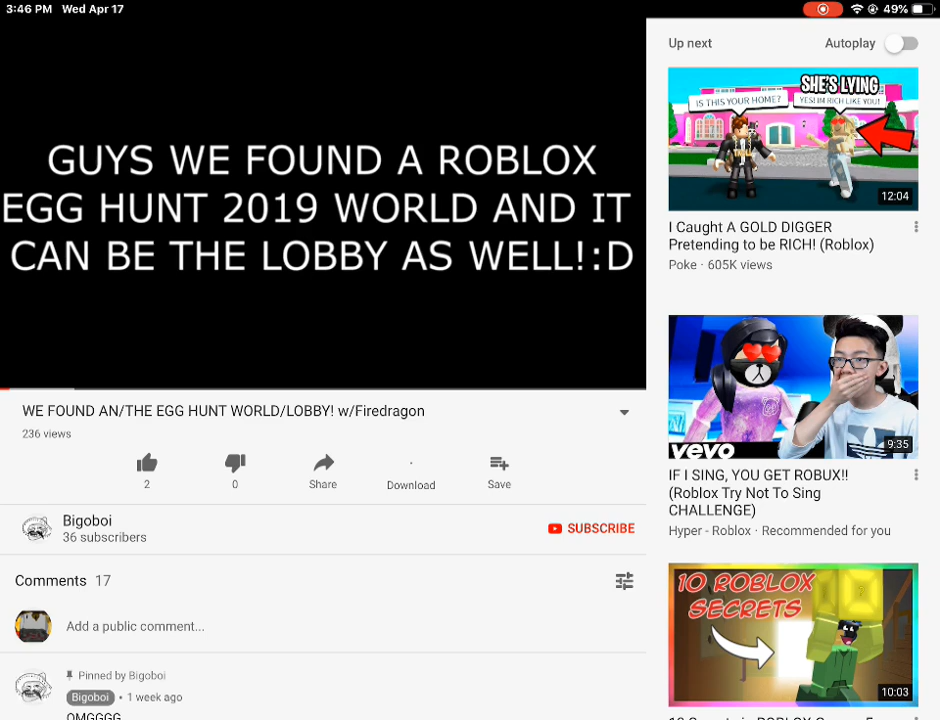 3:46 PM Wed Apr 17
49%
GUYS WE FOUND A ROBLOX
EGG HUNT 2019 WORLD AND IT
CAN BE THE LOBBY AS WELL!:D
WE FOUND AN/THE EGG HUNT WORLD/LOBBY! w/Firedragon
236 views
2
0
Share
Download
Save
Bigoboi
36 subscribers
SUBSCRIBE
Comments 17
Add a public comment...
Pinned by Bigoboi
Bigoboi • 1 week ago
OMGGGG
Up next
Autoplay
SHE'S LYING
IS THIS YOUR HOME?
YES! IM RICH LIKE YOU!
12:04
I Caught A GOLD DIGGER
Pretending to be RICH! (Roblox)
Poke · 605K views
vevo
9:35
IF I SING, YOU GET ROBUX!!
(Roblox Try Not To Sing
CHALLENGE)
Hyper - Roblox · Recommended for you
10 ROBLOX
SECRETS
?
10:03